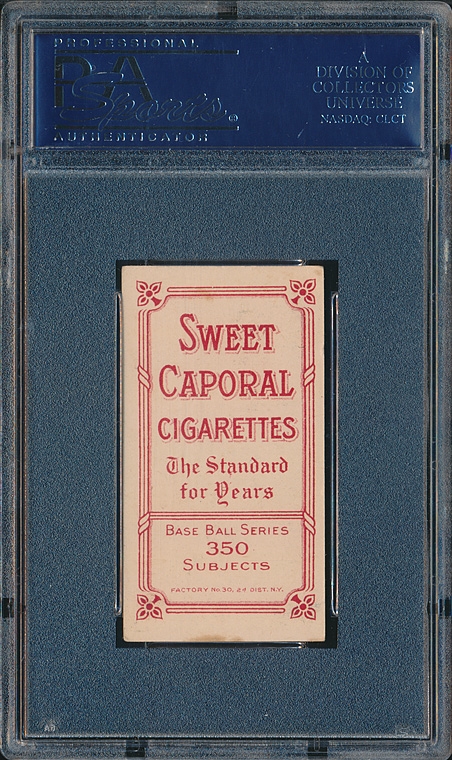 PROFESSIONAL
PSA
Sports
AUTHENTICATOR
A
DIVISION OF
COLLECTORS
UNIVERSE
NASDAQ: CLCT
SWEET
CAPORAL
CIGARETTES
The Standard
for Years
BASE BALL SERIES
350
SUBJECTS
FACTORY No. 30, 2d DIST. N.Y.